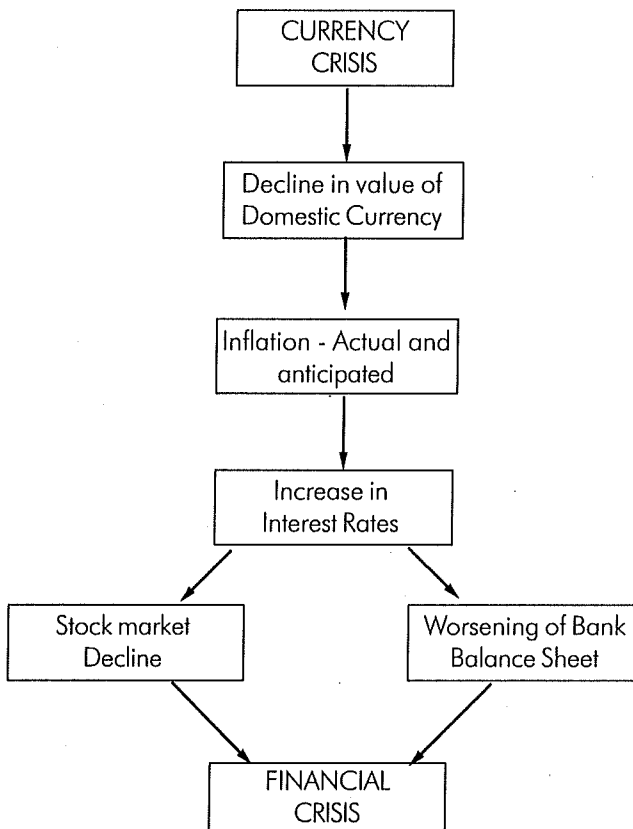 CURRENCY
CRISIS
Decline in value of
Domestic Currency
Inflation - Actual and
anticipated
Increase in
Interest Rates
Stock market
Decline
Worsening of Bank
Balance Sheet
FINANCIAL
CRISIS